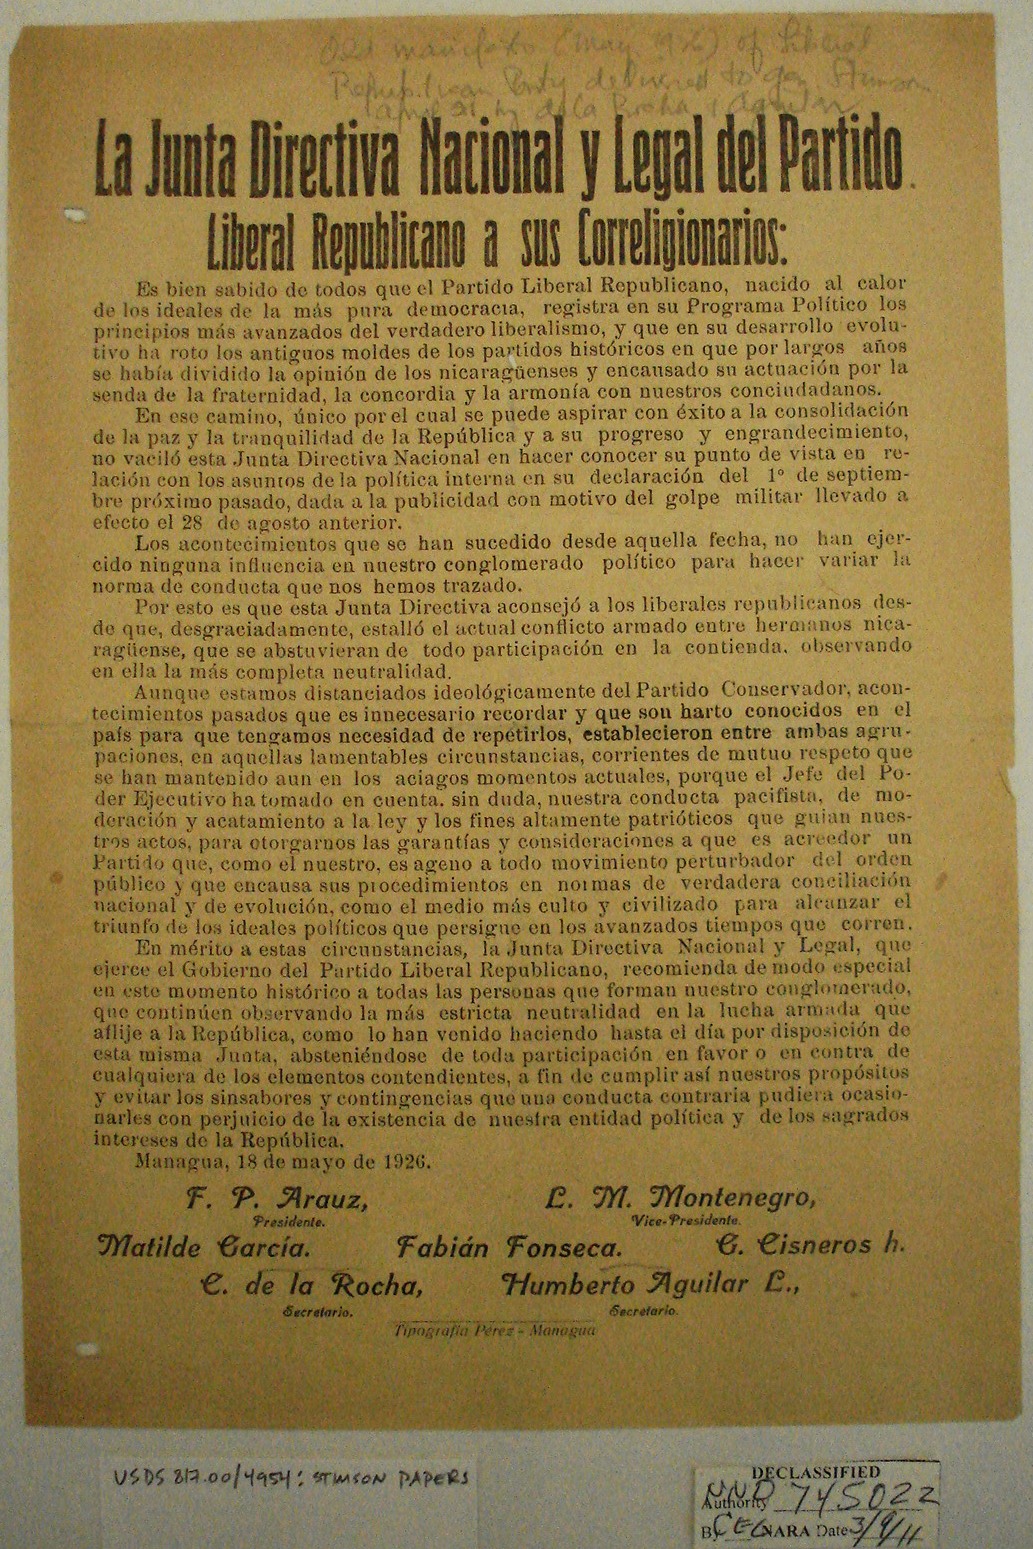 Old manifesto (May 1926) of Liberal
Republican Party delivered to Gen. Stimson
April 21 by de la Rocha & Aguilar
La Junta Directiva Nacional y Legal del Partido
Liberal Republicano a sus Correligionarios:
Es bien sabido de todos que el Partido Liberal Republicano, nacido al calor
de los ideales de la más pura democracia, registra en su Programa Político los
principios más avanzados del verdadero liberalismo, y que en su desarrollo evolu-
tivo ha roto los antiguos moldes de los partidos históricos en que por largos años
se había dividido la opinión de los nicaragüenses y encausado su actuación por la
senda de la fraternidad, la concordia y la armonía con nuestros conciudadanos.
En ese camino, único por el cual se puede aspirar con éxito a la consolidación
de la paz y la tranquilidad de la República y a su progreso y engrandecimiento,
no vaciló esta Junta Directiva Nacional en hacer conocer su punto de vista en re-
lación con los asuntos de la política interna en su declaración del 1º de septiem-
bre próximo pasado, dada a la publicidad con motivo del golpe militar llevado a
efecto el 28 de agosto anterior.
Los acontecimientos que se han sucedido desde aquella fecha, no han ejer-
cido ninguna influencia en nuestro conglomerado político para hacer variar la
norma de conducta que nos hemos trazado.
Por esto es que esta Junta Directiva aconsejó a los liberales republicanos des-
de que, desgraciadamente, estalló el actual conflicto armado entre hermanos nica-
ragüense, que se abstuvieran de todo participación en la contienda, observando
en ella la más completa neutralidad.
Aunque estamos distanciados ideológicamente del Partido Conservador, acon-
tecimientos pasados que es innecesario recordar y que son harto conocidos en el
país para que tengamos necesidad de repetirlos, establecieron entre ambas agru-
paciones, en aquellas lamentables circunstancias, corrientes de mutuo respeto que
se han mantenido aun en los aciagos momentos actuales, porque el Jefe del Po-
der Ejecutivo ha tomado en cuenta. sin duda, nuestra conducta pacifista, de mo-
deración y acatamiento a la ley y los fines altamente patrióticos que guian nues-
tros actos, para otorgarnos las garantías y consideraciones a que es acreedor un
Partido que, como el nuestro, es ageno a todo movimiento perturbador del orden
público y que encausa sus procedimientos en normas de verdadera conciliación
nacional y de evolución, como el medio más culto y civilizado para alcanzar el
triunfo de los ideales políticos que persigue en los avanzados tiempos que corren.
En mérito a estas circunstancias, la Junta Directiva Nacional y Legal, que
ejerce el Gobierno del Partido Liberal Republicano, recomienda de modo especial
en este momento histórico a todas las personas que forman nuestro conglomerado,
que continúen observando la más estricta neutralidad en la lucha armada que
aflije a la República, como lo han venido haciendo hasta el día por disposición de
esta misma Junta, absteniéndose de toda participación en favor o en contra de
cualquiera de los elementos contendientes, a fin de cumplir así nuestros propósitos
y evitar los sinsabores y contingencias que una conducta contraria pudiera ocasio-
narles con perjuicio de la existencia de nuestra entidad política y de los sagrados
intereses de la República.
Managua, 18 de mayo de 1926.
F. P. Arauz, L. M. Montenegro,
Presidente. Vice-Presidente.
Matilde García. Fabián Fonseca. C. Cisneros h.
C. de la Rocha, Humberto Aguilar L.,
Secretario. Secretario.
Tipografía Pérez - Managua
USDS 817.00/4954: STIMSON PAPERS
DECLASSIFIED
Authority NND 745022
By CEG NARA Date 3/9/11